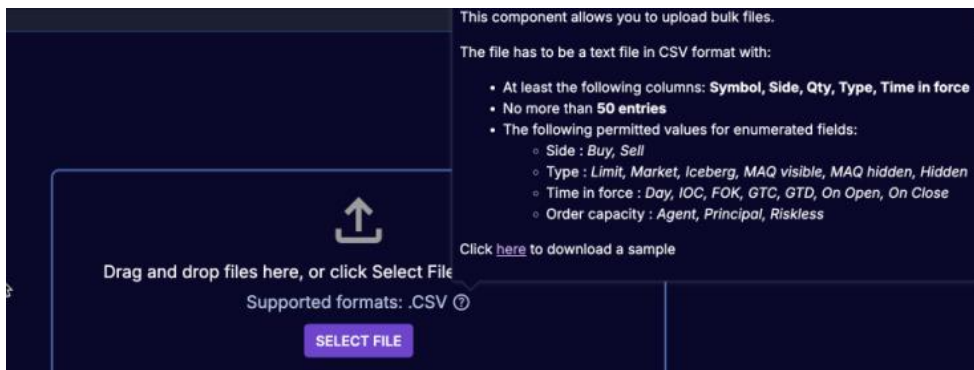 This component allows you to upload bulk files.
The file has to be a text file in CSV format with:
• At least the following columns: Symbol, Side, Qty, Type, Time in force
• No more than 50 entries
• The following permitted values for enumerated fields:
◦ Side : Buy, Sell
◦ Type : Limit, Market, Iceberg, MAQ visible, MAQ hidden, Hidden
◦ Time in force : Day, IOC, FOK, GTC, GTD, On Open, On Close
◦ Order capacity : Agent, Principal, Riskless
Click here to download a sample
Drag and drop files here, or click Select File
Supported formats: .CSV ?
SELECT FILE